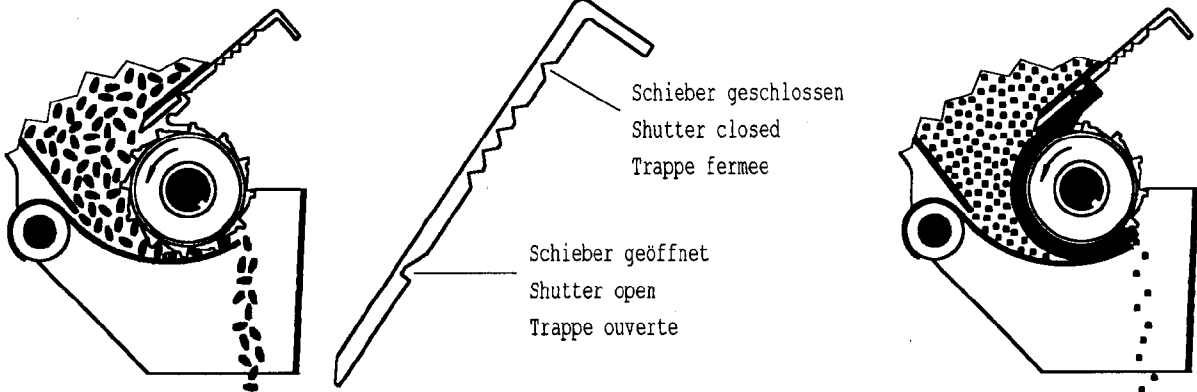 Schieber geschlossen
Shutter closed
Trappe fermee
Schieber geöffnet
Shutter open
Trappe ouverte